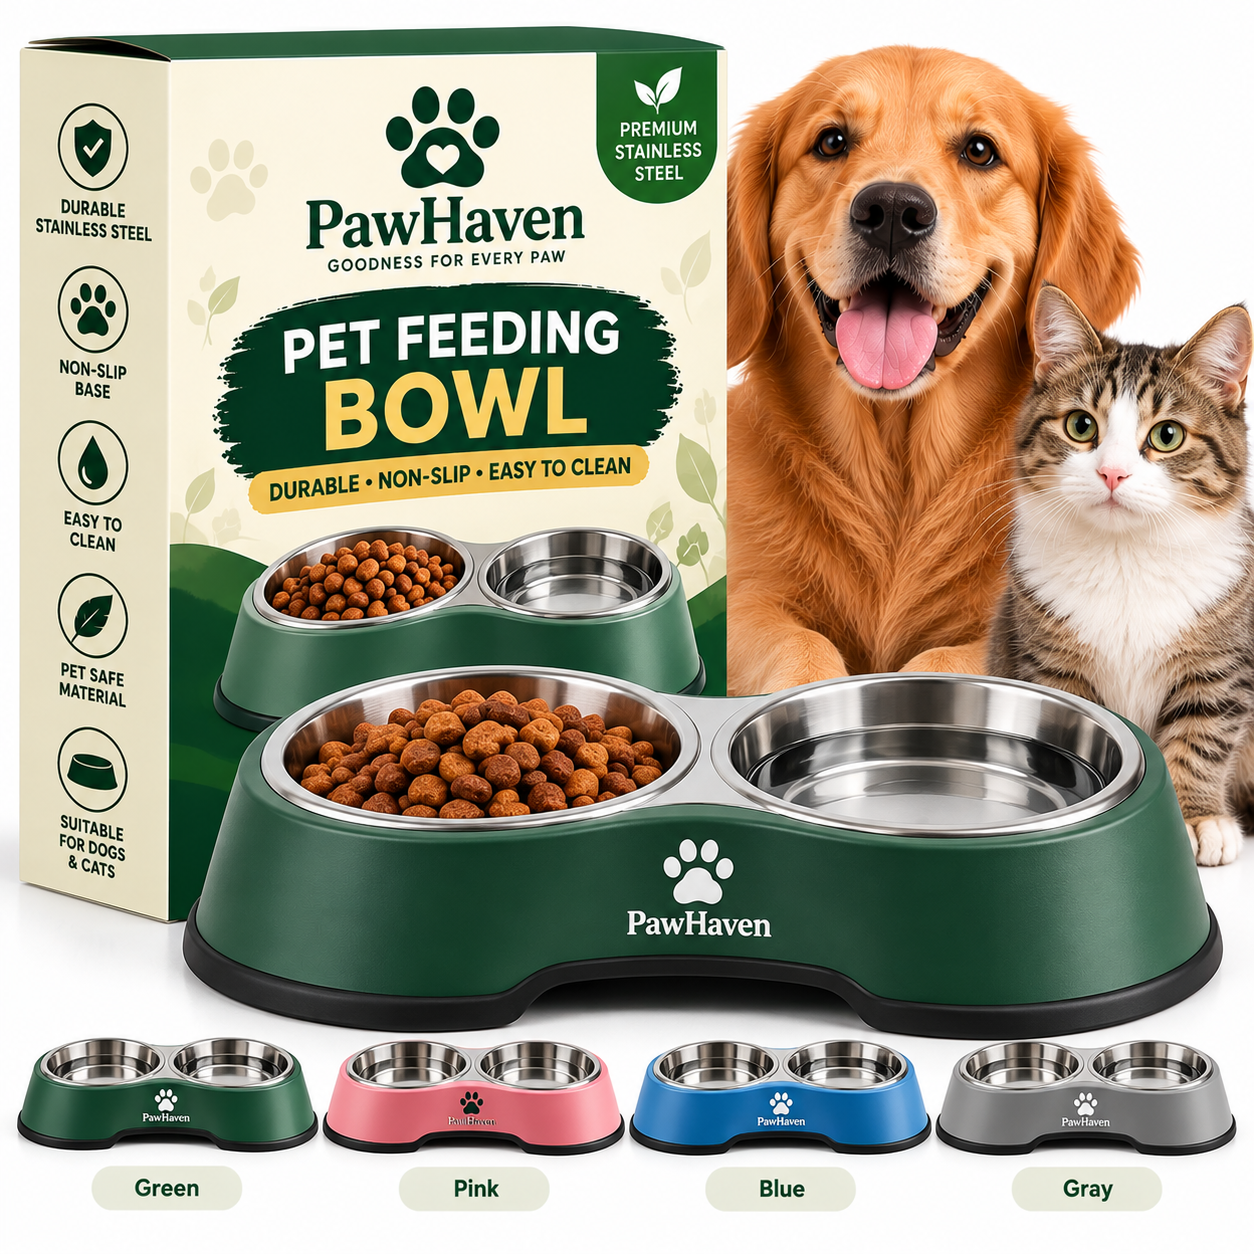 DURABLE
STAINLESS STEEL
NON-SLIP
BASE
EASY TO
CLEAN
PET SAFE
MATERIAL
SUITABLE
FOR DOGS
& CATS
PawHaven
GOODNESS FOR EVERY PAW
PREMIUM
STAINLESS
STEEL
PET FEEDING
BOWL
DURABLE • NON-SLIP • EASY TO CLEAN
PawHaven
PawHaven
PawHaven
PawHaven
PawHaven
Green
Pink
Blue
Gray